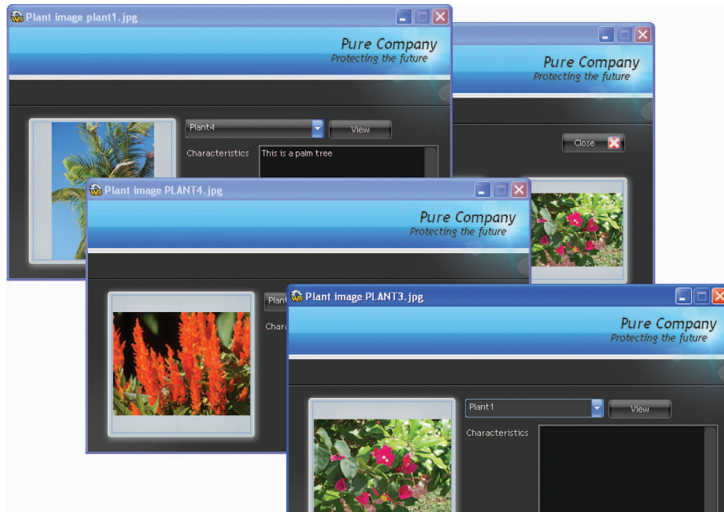 Plant image plant1.jpg
Pure Company
Protecting the future
Plant4
View
Characteristics
This is a palm tree
Pure Company
Protecting the future
Close
Plant image PLANT4.jpg
Pure Company
Protecting the future
Plant
Chara
Plant image PLANT3.jpg
Pure Company
Protecting the future
Plant1
View
Characteristics